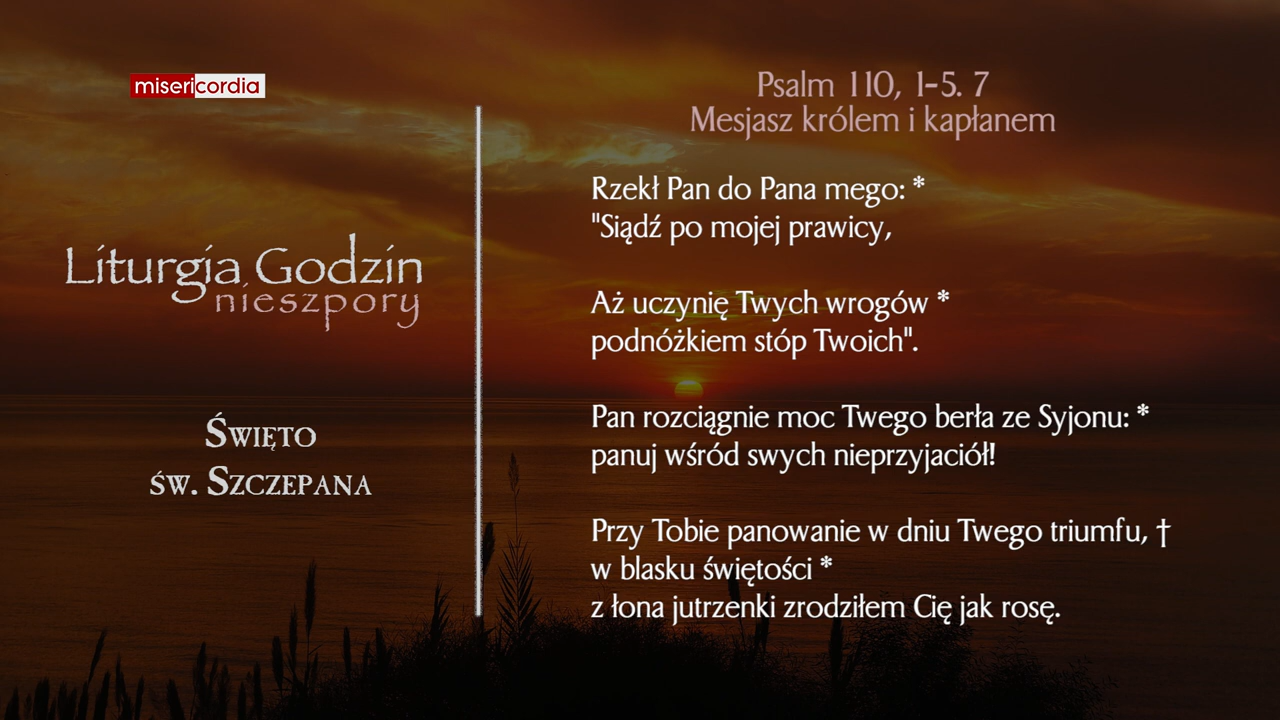 misericordia
Liturgia Godzin
nieszpory
Święto
św. Szczepana
Psalm 110, 1-5. 7
Mesjasz królem i kapłanem
Rzekł Pan do Pana mego: *
"Siądź po mojej prawicy,
Aż uczynię Twych wrogów *
podnóżkiem stóp Twoich".
Pan rozciągnie moc Twego berła ze Syjonu: *
panuj wśród swych nieprzyjaciół!
Przy Tobie panowanie w dniu Twego triumfu, †
w blasku świętości *
z łona jutrzenki zrodziłem Cię jak rosę.